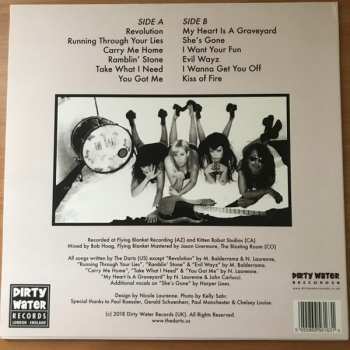 SIDE A
Revolution
Running Through Your Lies
Carry Me Home
Ramblin' Stone
Take What I Need
You Got Me
SIDE B
My Heart Is A Graveyard
She's Gone
I Want Your Fun
Evil Wayz
I Wanna Get You Off
Kiss of Fire
Recorded at Flying Blanket Recording (AZ) and Kitten Robot Studios (CA)
Mixed by Bob Hoag, Flying Blanket Mastered by Jason Livermore, The Blasting Room (CO)
All songs written by The Darts (US) except "Revolution" by M. Balderrama & N. Laurenne,
"Running Through Your Lies", "Ramblin' Stone" & "Evil Wayz" by M. Balderrama.
"Carry Me Home", "Take What I Need" & "You Got Me" by N. Laurenne.
"My Heart Is A Graveyard" by N. Laurenne & John Carlucci.
Additional vocals on "She's Gone" by Harper Lines.
Design by Nicole Laurenne. Photo by Kelly Safir.
Special thanks to Paul Roessler, Gerald Schoenherr, Paul Manchester & Chelsey Louise.
(c) 2018 Dirty Water Records (UK). All Rights Reserved.
www.thedarts.us
DIRTY
WATER
RECORDS
LONDON · ENGLAND
DIRTY WATER
RECORDS